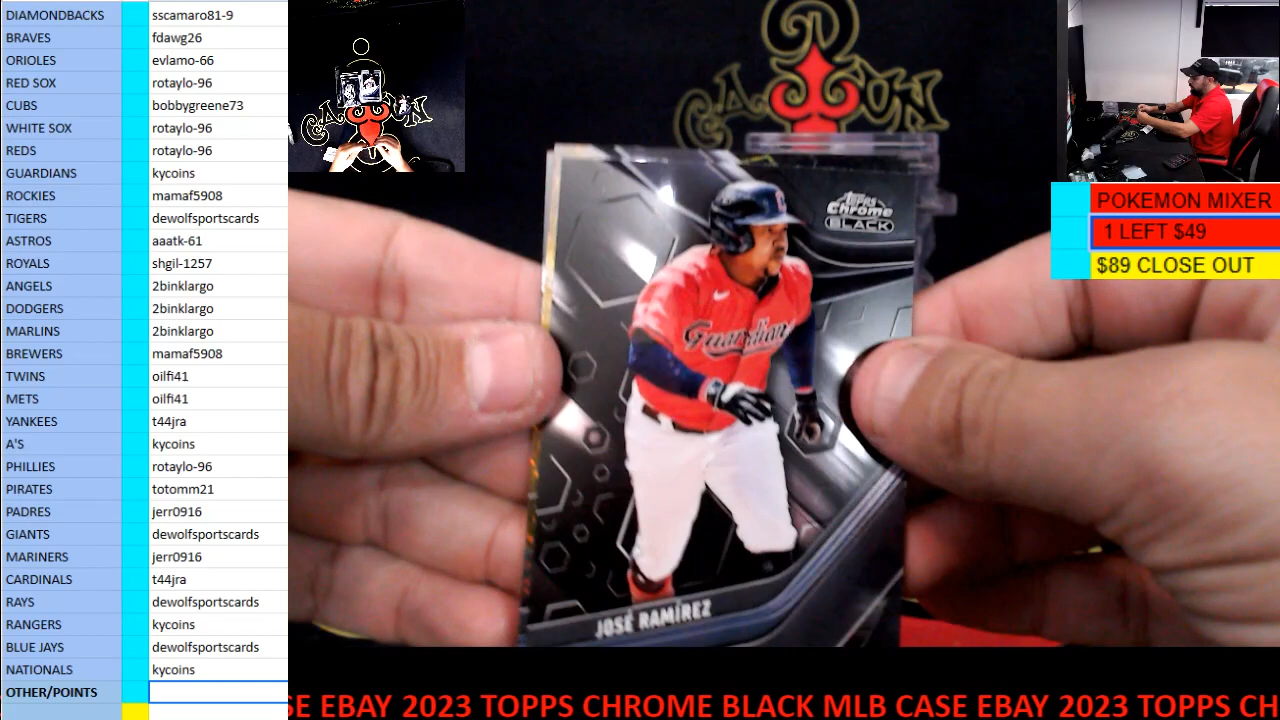 DIAMONDBACKS sscamaro81-9
BRAVES fdawg26
ORIOLES evlamo-66
RED SOX rotaylo-96
CUBS bobbygreene73
WHITE SOX rotaylo-96
REDS rotaylo-96
GUARDIANS kycoins
ROCKIES mamaf5908
TIGERS dewolfsportscards
ASTROS aaatk-61
ROYALS shgil-1257
ANGELS 2binklargo
DODGERS 2binklargo
MARLINS 2binklargo
BREWERS mamaf5908
TWINS oilfi41
METS oilfi41
YANKEES t44jra
A'S kycoins
PHILLIES rotaylo-96
PIRATES totomm21
PADRES jerr0916
GIANTS dewolfsportscards
MARINERS jerr0916
CARDINALS t44jra
RAYS dewolfsportscards
RANGERS kycoins
BLUE JAYS dewolfsportscards
NATIONALS kycoins
OTHER/POINTS
POKEMON MIXER
1 LEFT $49
$89 CLOSE OUT
Topps
Chrome
BLACK
Guardians
JOSÉ RAMÍREZ
SE EBAY 2023 TOPPS CHROME BLACK MLB CASE EBAY 2023 TOPPS CH